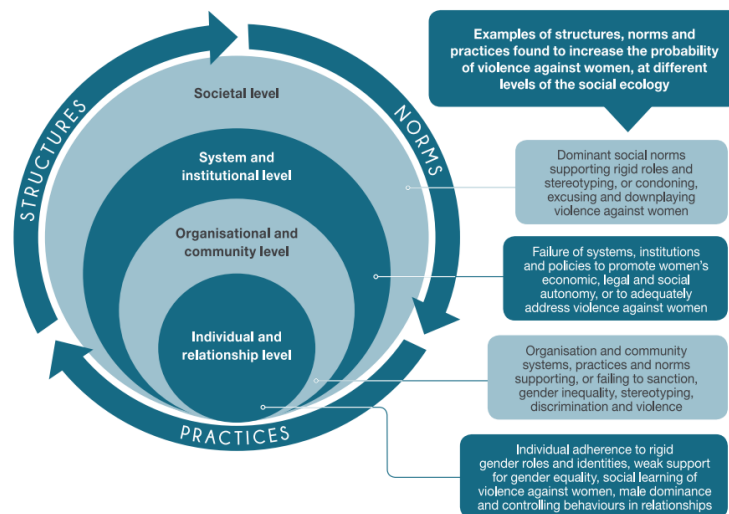 Examples of structures, norms and
practices found to increase the probability
of violence against women, at different
levels of the social ecology
STRUCTURES
NORMS
PRACTICES
Societal level
System and
institutional level
Organisational and
community level
Individual and
relationship level
Dominant social norms
supporting rigid roles and
stereotyping, or condoning,
excusing and downplaying
violence against women
Failure of systems, institutions
and policies to promote women's
economic, legal and social
autonomy, or to adequately
address violence against women
Organisation and community
systems, practices and norms
supporting, or failing to sanction,
gender inequality, stereotyping,
discrimination and violence
Individual adherence to rigid
gender roles and identities, weak support
for gender equality, social learning of
violence against women, male dominance
and controlling behaviours in relationships